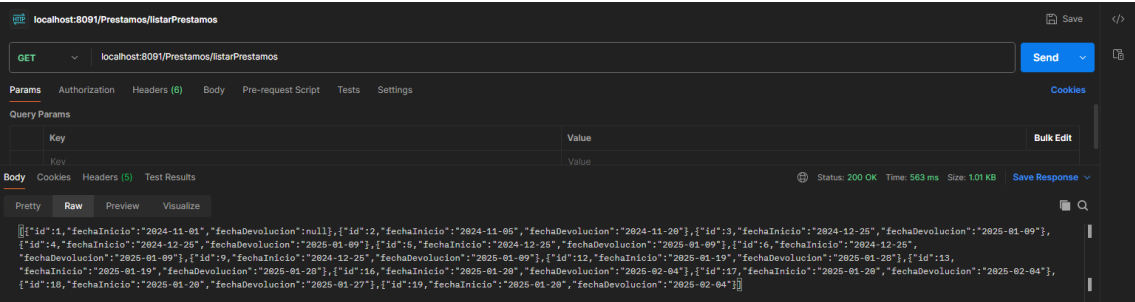 HTTP localhost:8091/Prestamos/listarPrestamos Save </>
GET localhost:8091/Prestamos/listarPrestamos Send
Params Authorization Headers (6) Body Pre-request Script Tests Settings Cookies
Query Params
Key Value Bulk Edit
Key Value
Body Cookies Headers (5) Test Results Status: 200 OK Time: 563 ms Size: 1.01 KB Save Response
Pretty Raw Preview Visualize
[{"id":1,"fechaInicio":"2024-11-01","fechaDevolucion":null},{"id":2,"fechaInicio":"2024-11-05","fechaDevolucion":"2024-11-20"},{"id":3,"fechaInicio":"2024-12-25","fechaDevolucion":"2025-01-09"},
{"id":4,"fechaInicio":"2024-12-25","fechaDevolucion":"2025-01-09"},{"id":5,"fechaInicio":"2024-12-25","fechaDevolucion":"2025-01-09"},{"id":6,"fechaInicio":"2024-12-25",
"fechaDevolucion":"2025-01-09"},{"id":9,"fechaInicio":"2024-12-25","fechaDevolucion":"2025-01-09"},{"id":12,"fechaInicio":"2025-01-19","fechaDevolucion":"2025-01-28"},{"id":13,
"fechaInicio":"2025-01-19","fechaDevolucion":"2025-01-28"},{"id":16,"fechaInicio":"2025-01-20","fechaDevolucion":"2025-02-04"},{"id":17,"fechaInicio":"2025-01-20","fechaDevolucion":"2025-02-04"},
{"id":18,"fechaInicio":"2025-01-20","fechaDevolucion":"2025-01-27"},{"id":19,"fechaInicio":"2025-01-20","fechaDevolucion":"2025-02-04"}]